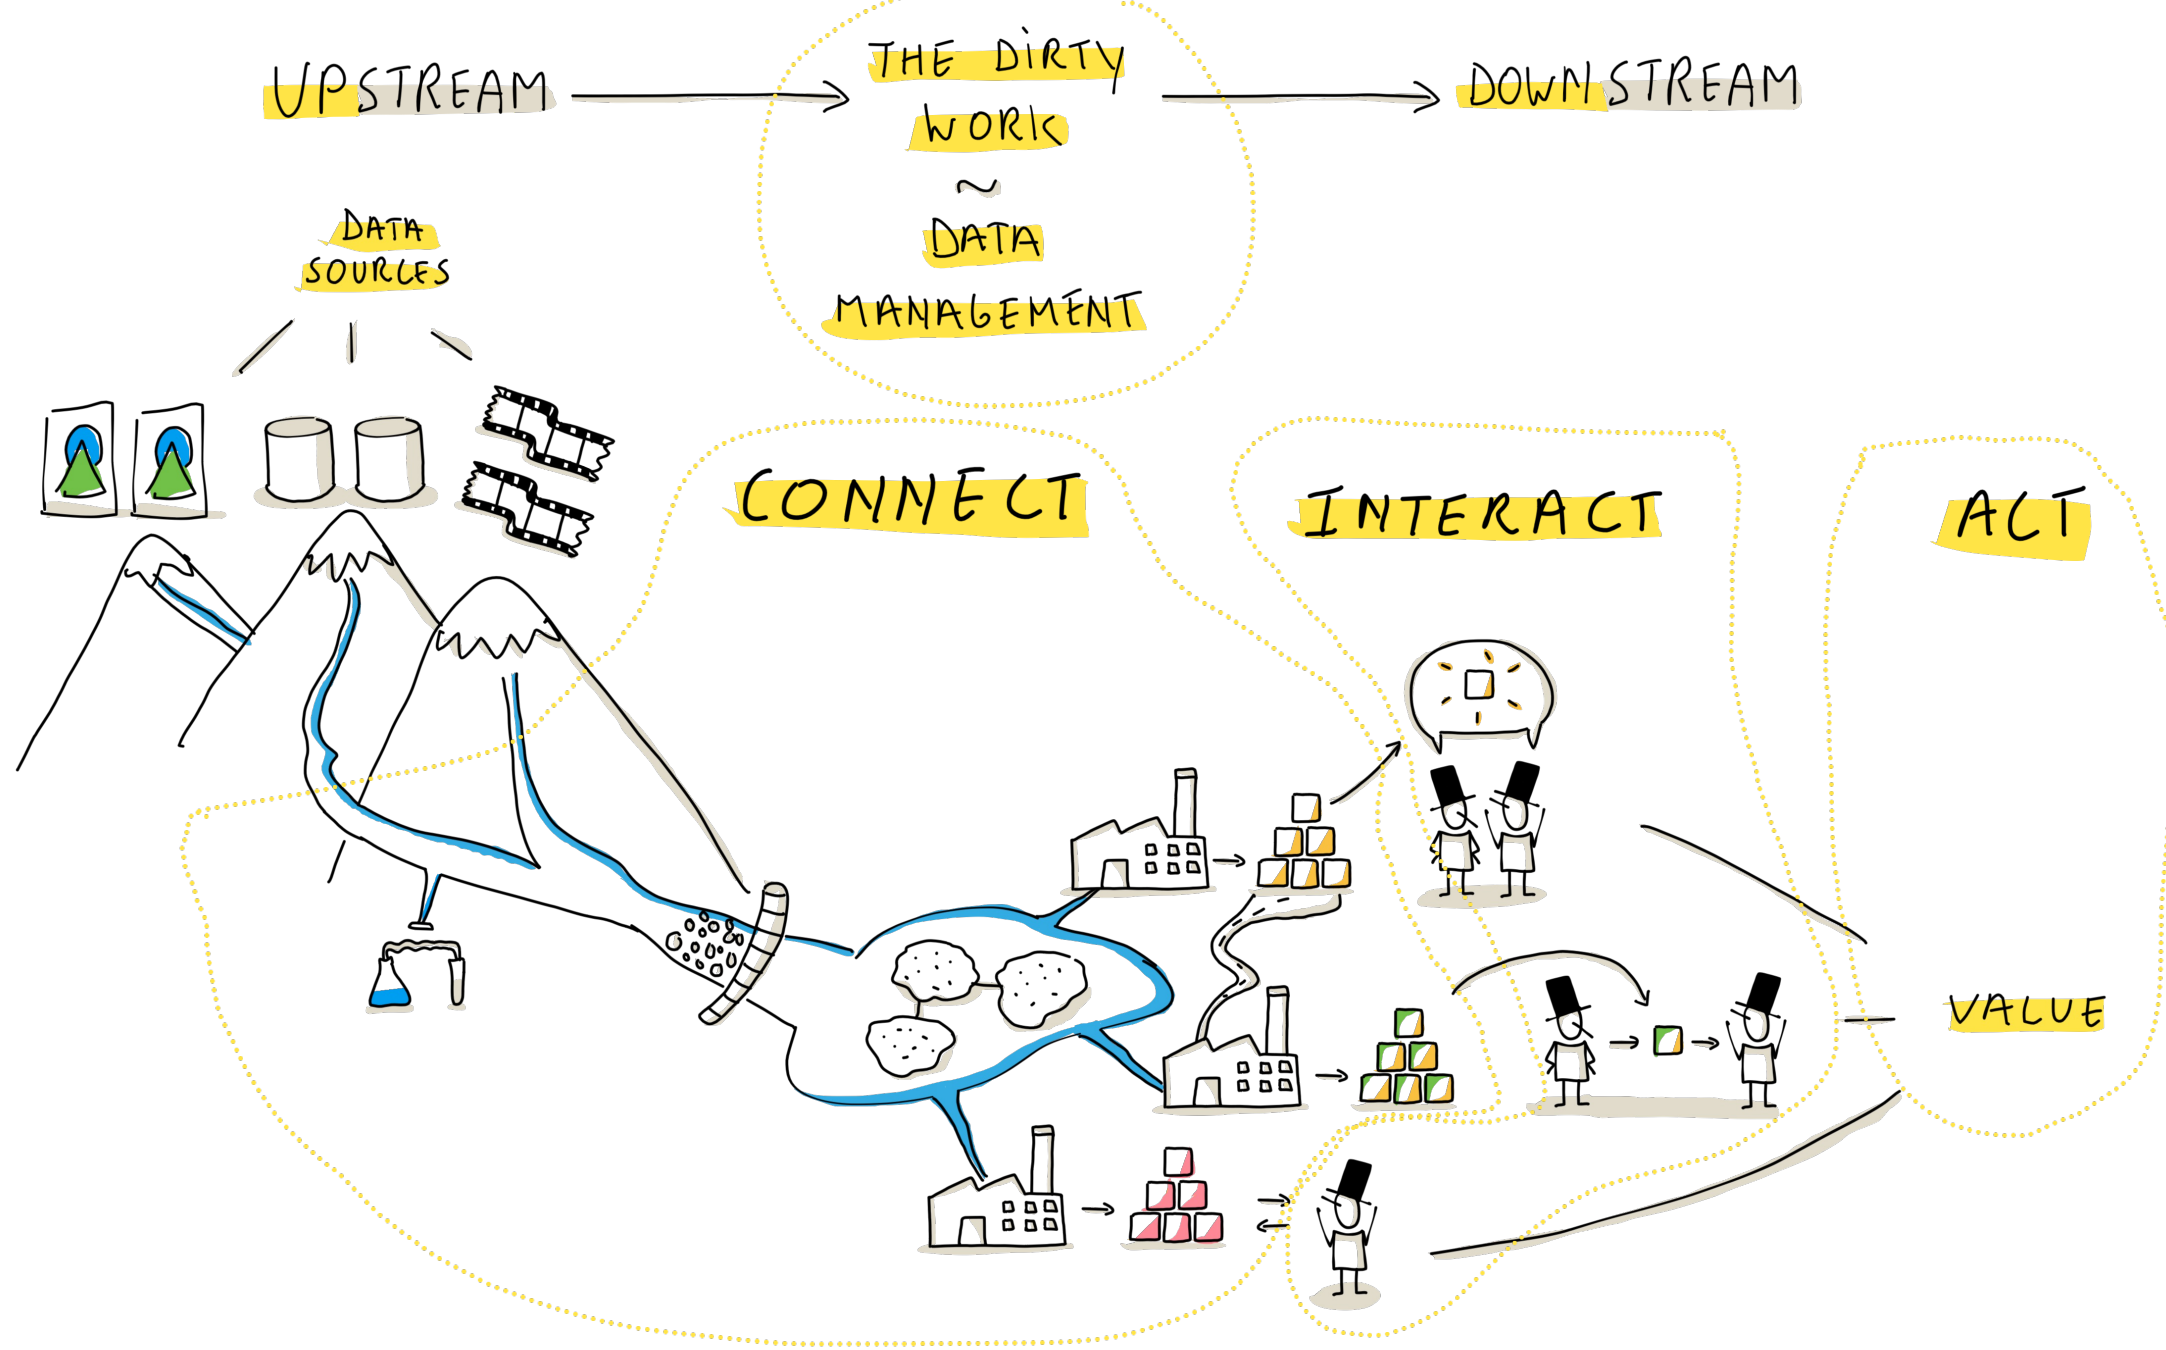 UPSTREAM
THE DIRTY
WORK
~
DATA
MANAGEMENT
DOWNSTREAM
DATA
SOURCES
CONNECT
INTERACT
ACT
VALUE